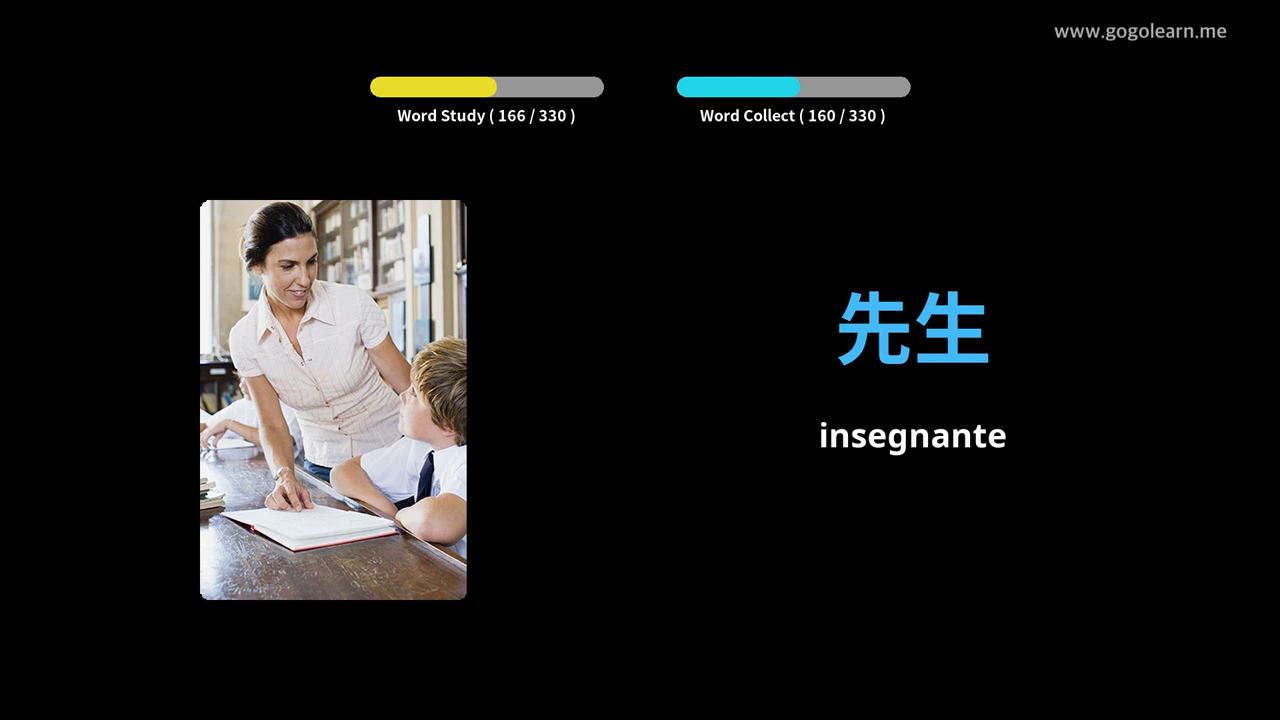 www.gogolearn.me
Word Study ( 166 / 330 )
Word Collect ( 160 / 330 )
先生
insegnante